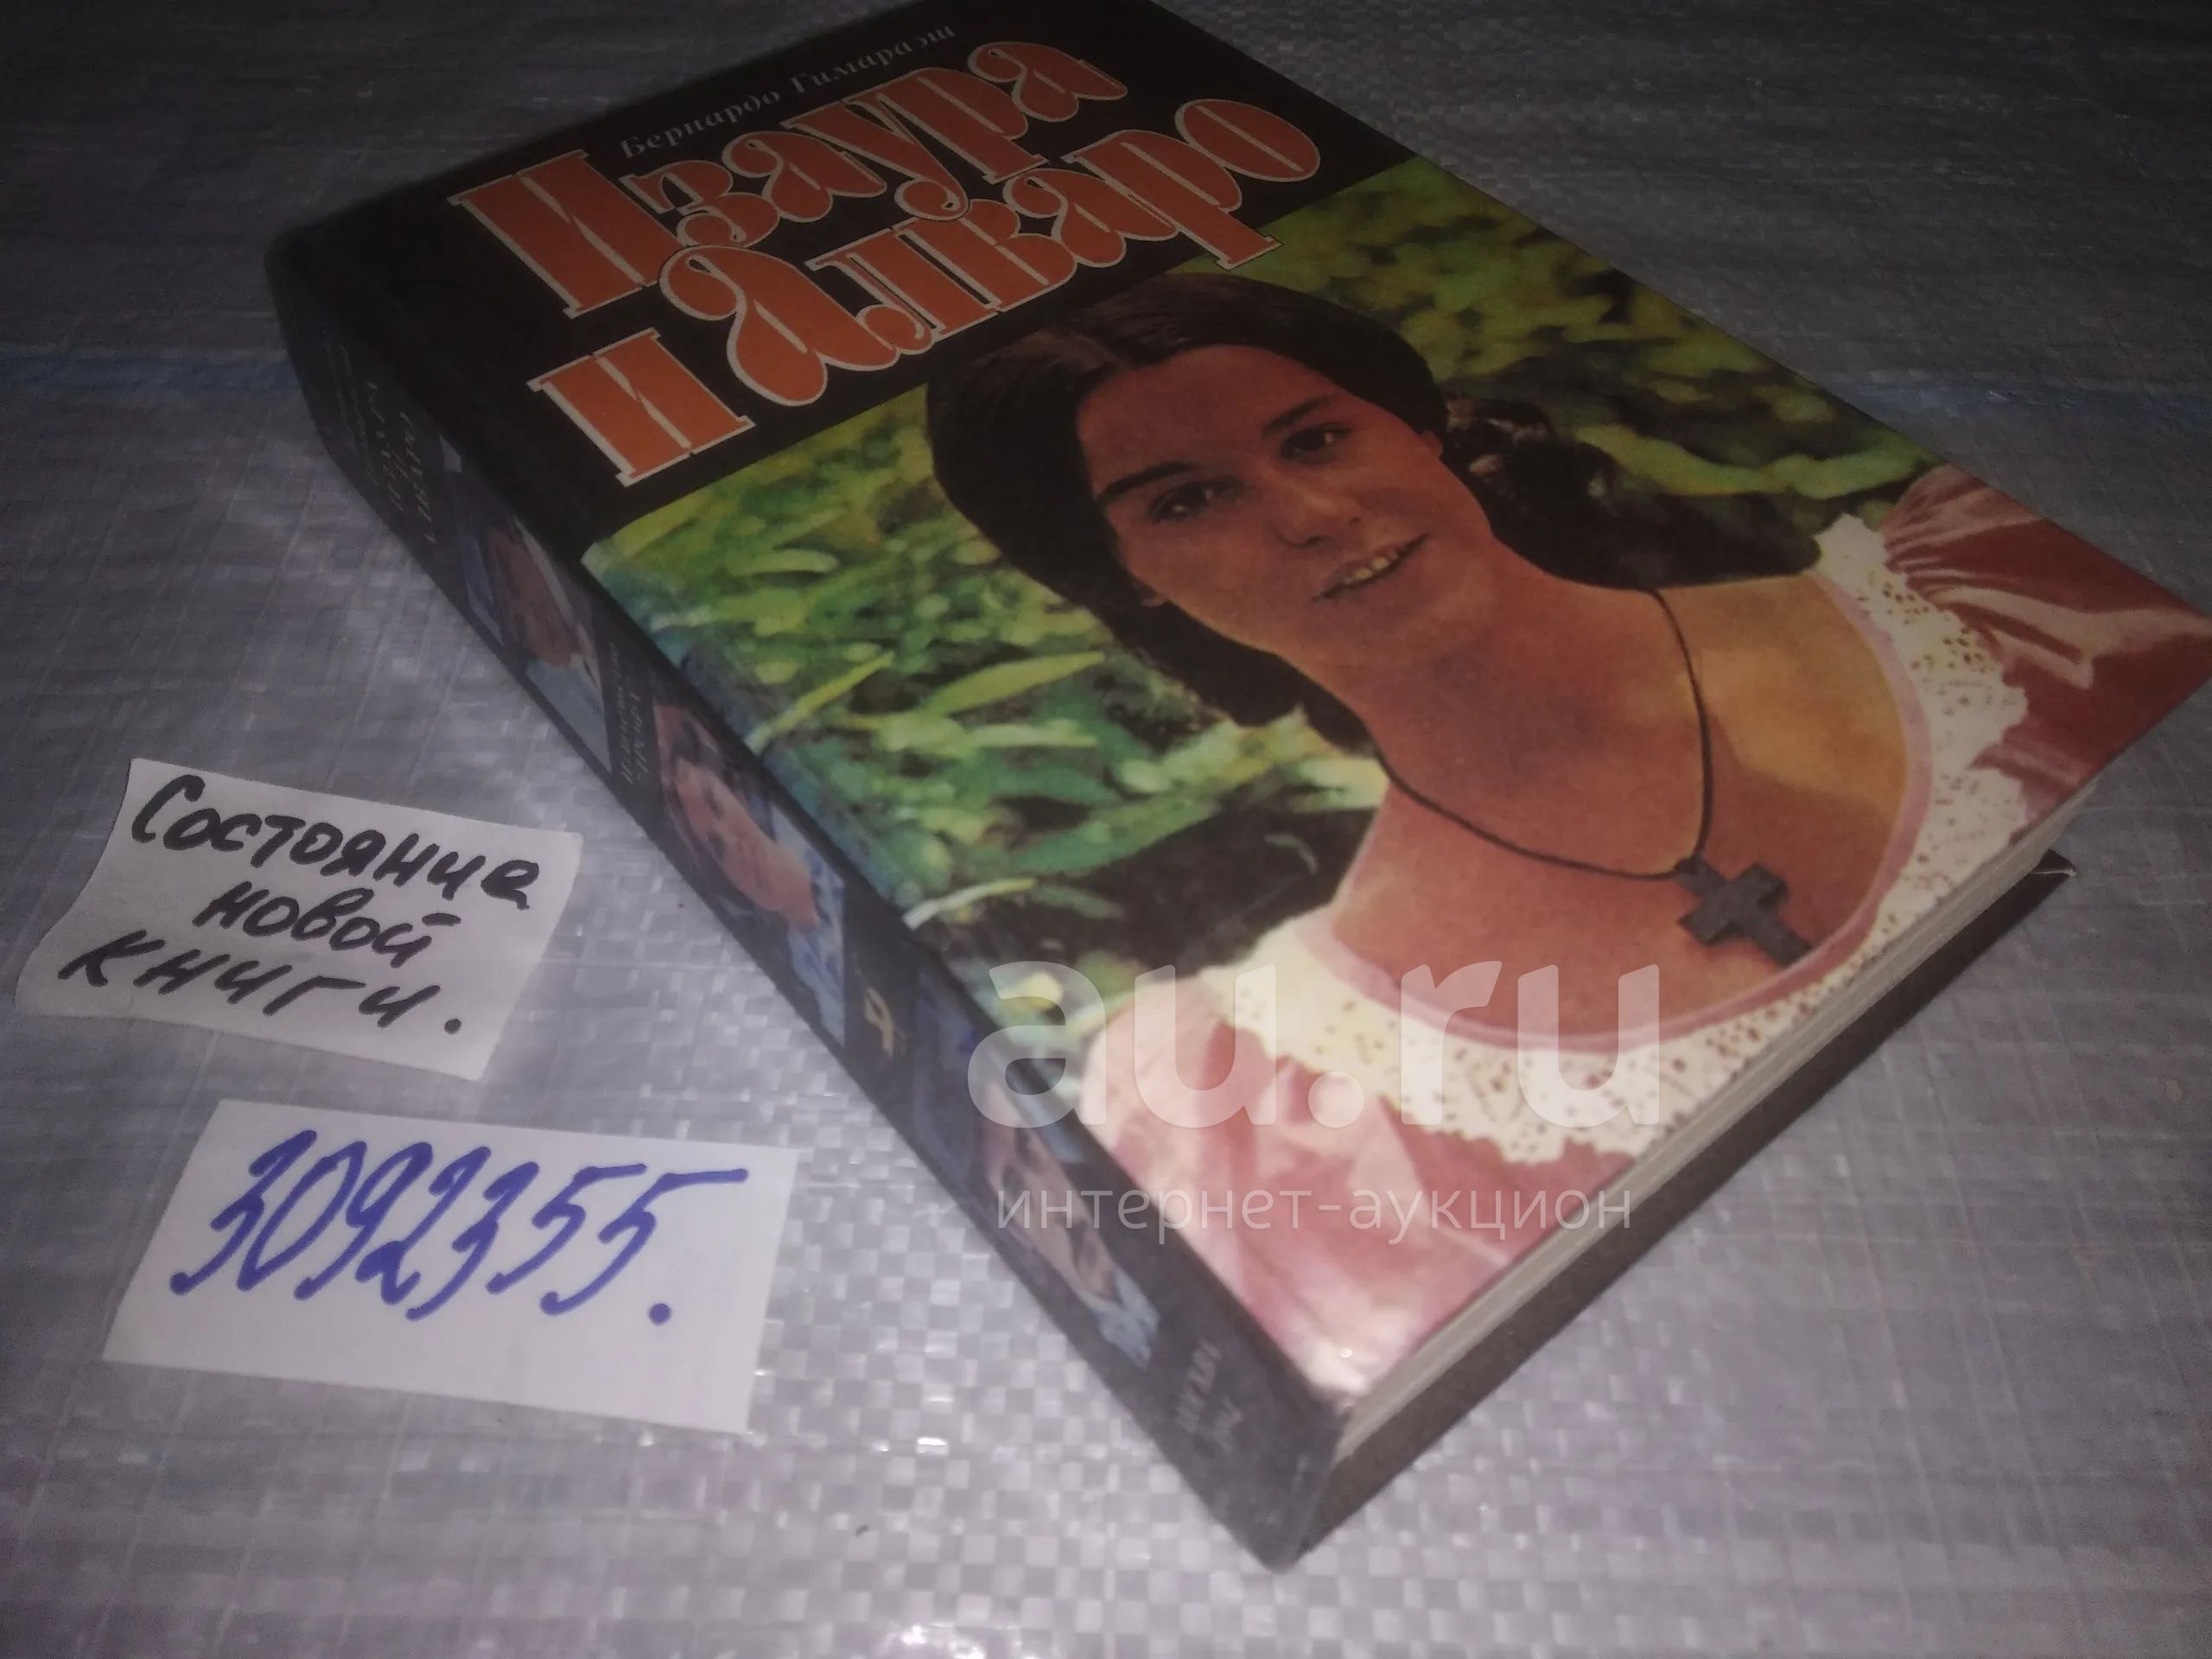 Бернардо Гимараэш
Изаура
и Алваро
Состояние
новой
книги.
3092355.
au.ru
интернет-аукцион